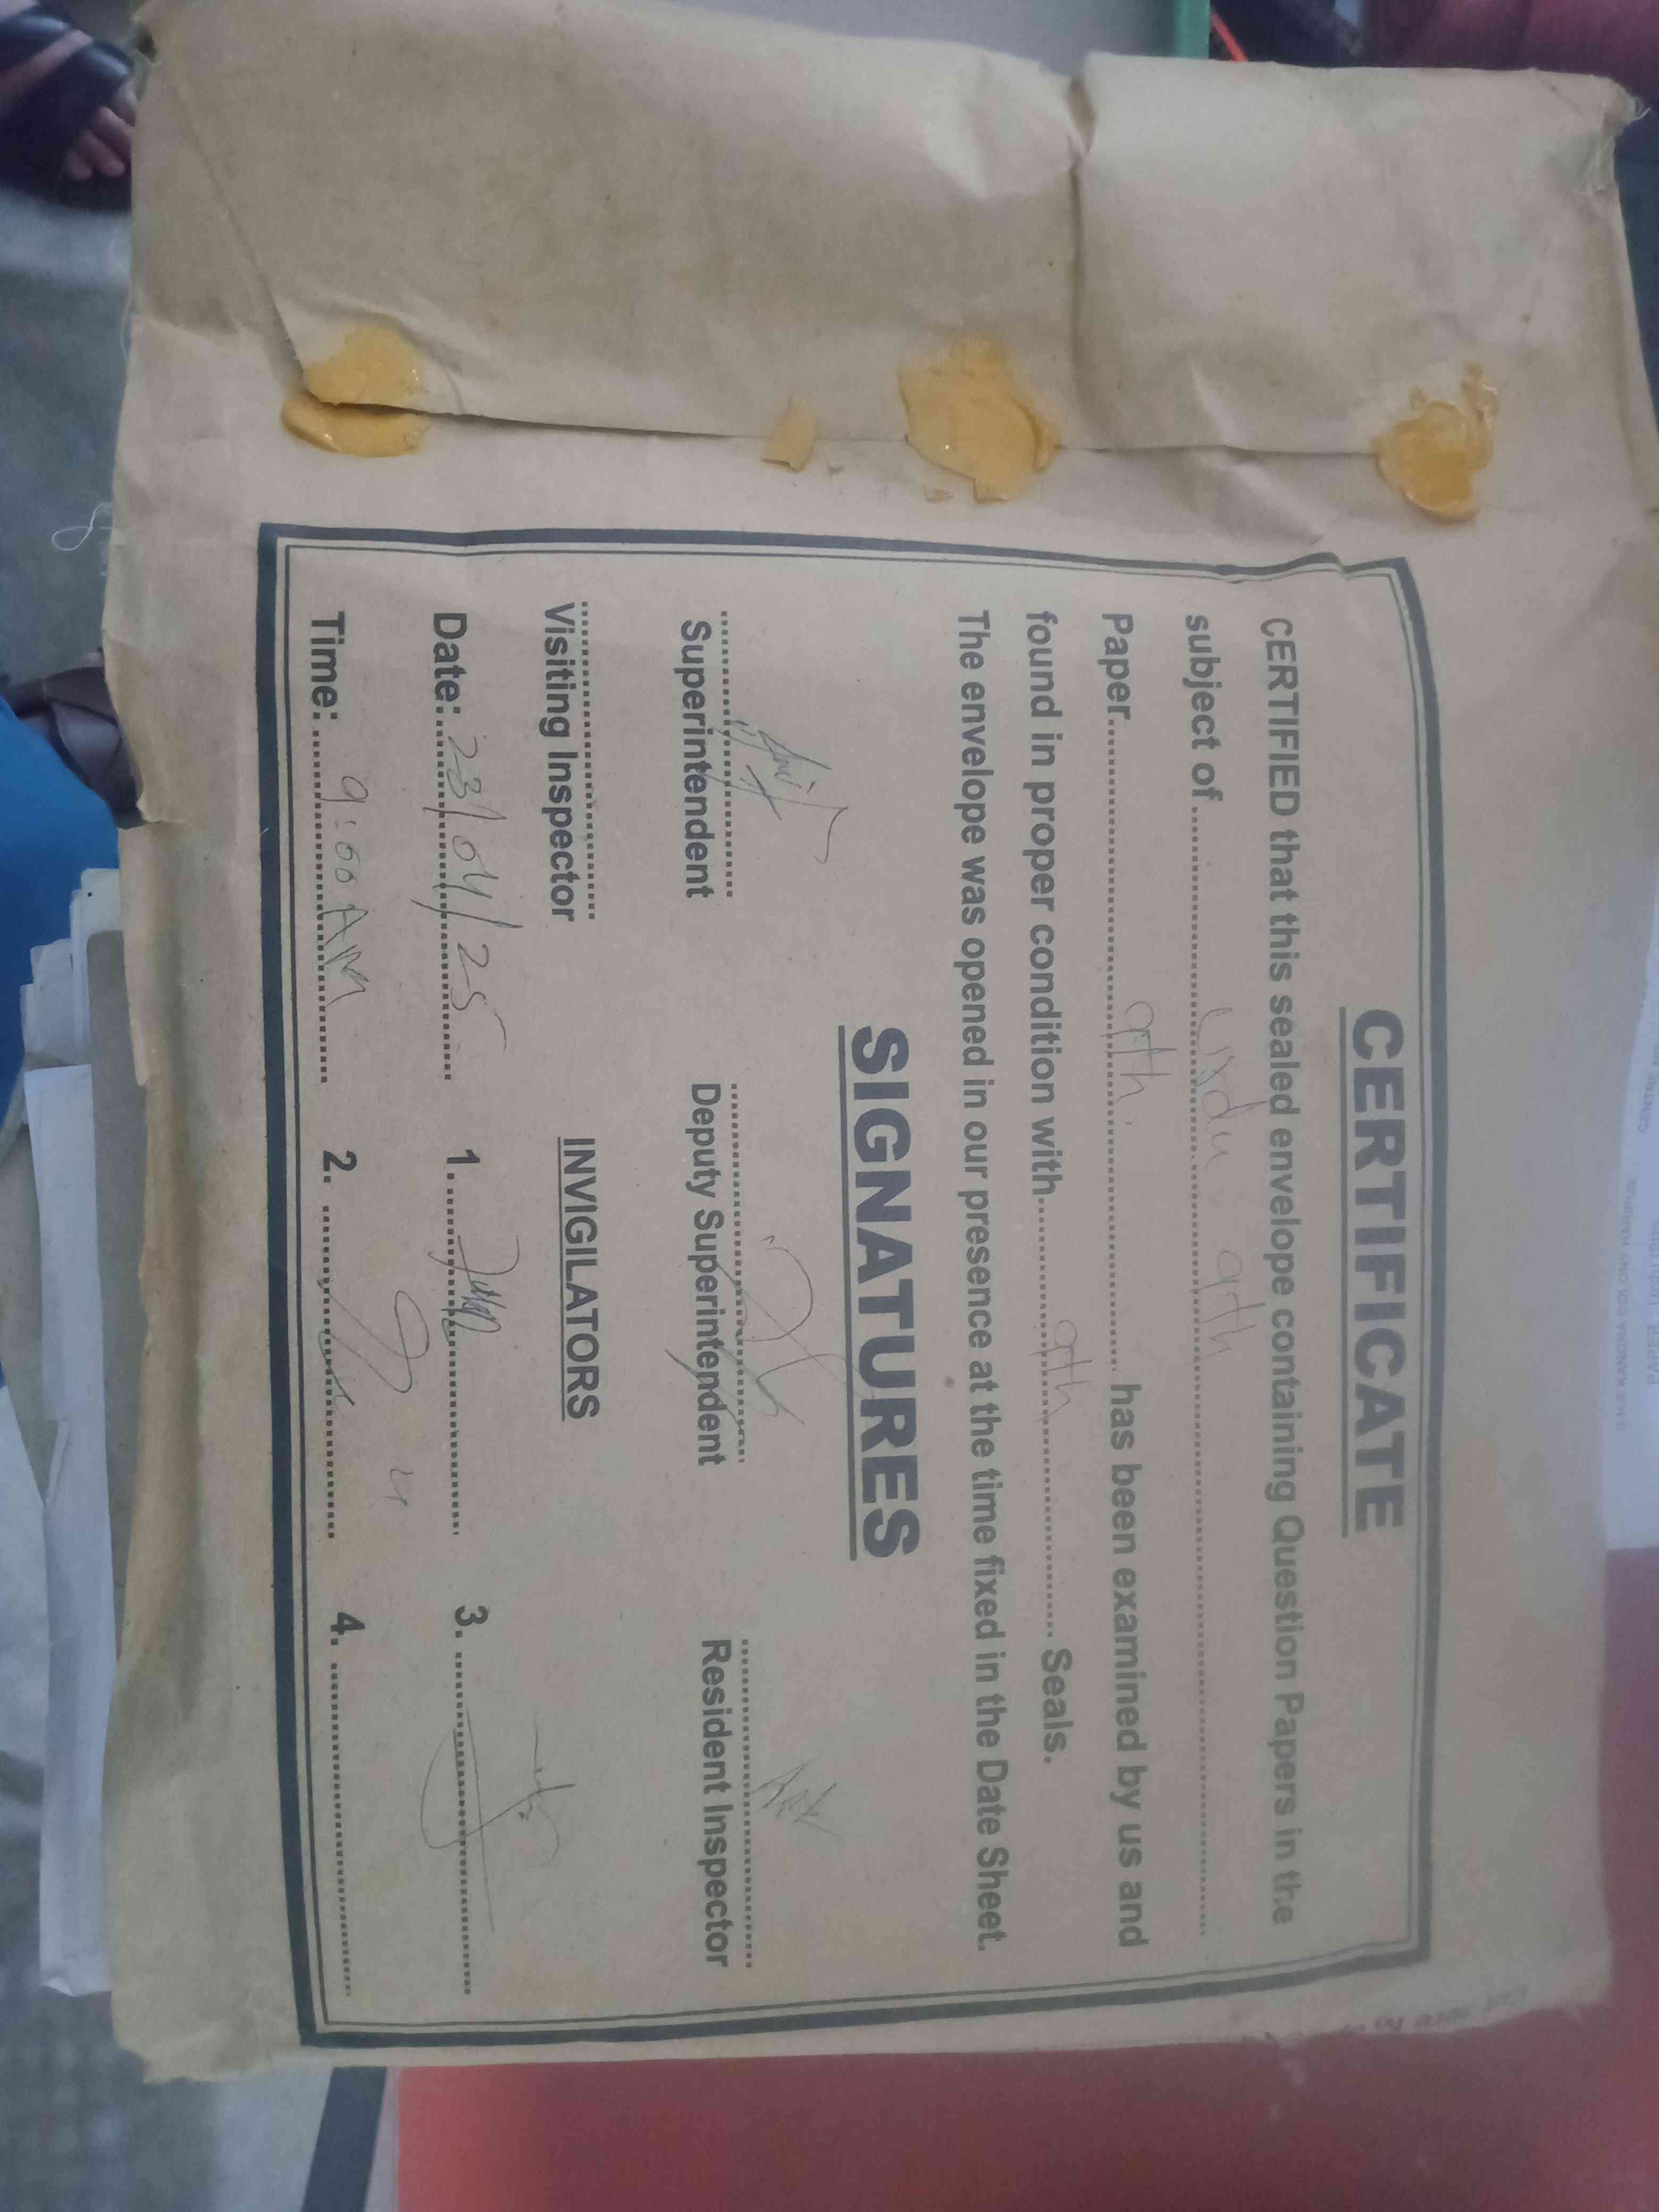 CERTIFICATE
CERTIFIED that this sealed envelope containing Question Papers in the
subject of Urdu 9th
Paper 9th has been examined by us and
found in proper condition with 9th Seals.
The envelope was opened in our presence at the time fixed in the Date Sheet.
SIGNATURES
Superintendent Deputy Superintendent Resident Inspector
Visiting Inspector INVIGILATORS
Date: 23/04/25 1. 3.
Time: 9:00 AM 2. 4.